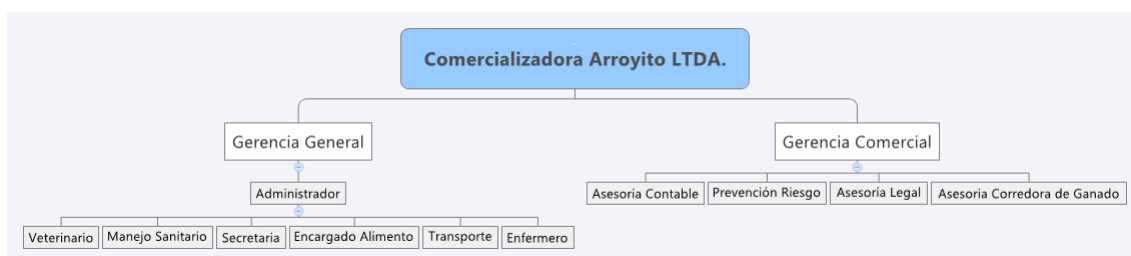 Comercializadora Arroyito LTDA.
Gerencia General
Gerencia Comercial
Administrador
Asesoría Contable
Prevención Riesgo
Asesoría Legal
Asesoria Corredora de Ganado
Veterinario
Manejo Sanitario
Secretaria
Encargado Alimento
Transporte
Enfermero